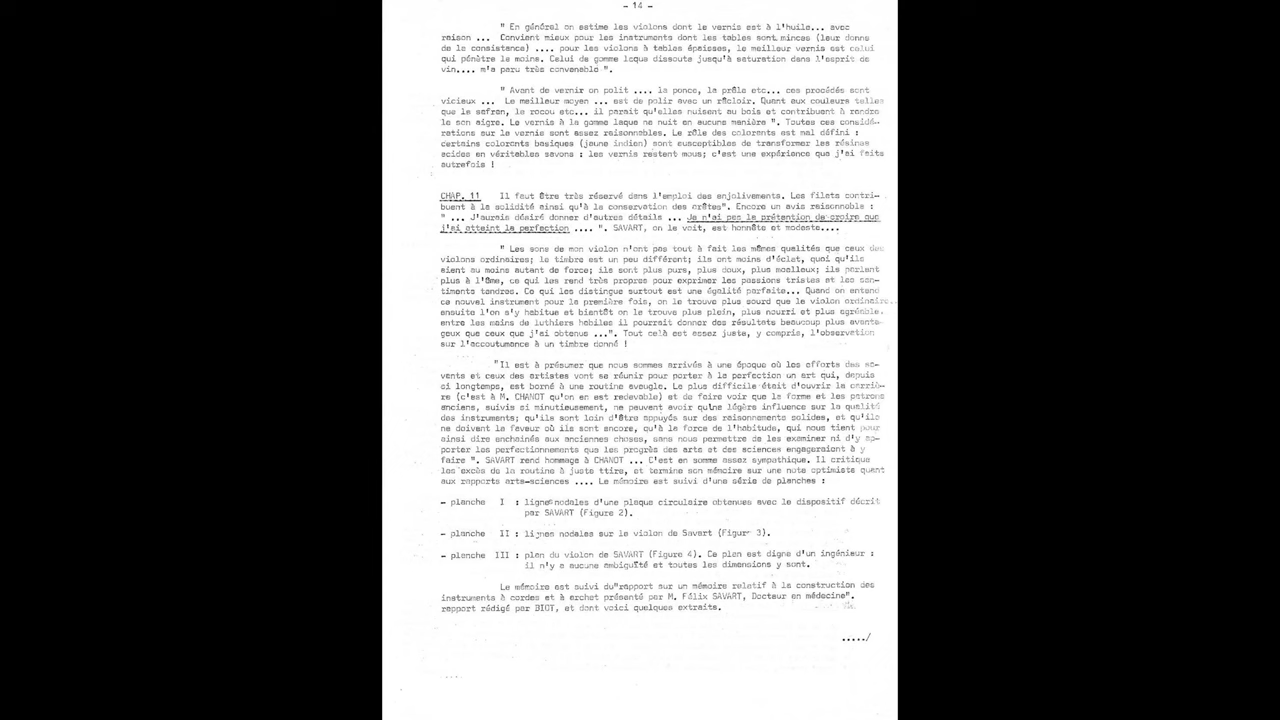 - 14 -
" En général on estime les violons dont le vernis est à l'huile... avec
raison ... Convient mieux pour les instruments dont les tables sont minces (leur donne
de la consistance) .... pour les violons à tables épaisses, le meilleur vernis est celui
qui pénètre le moins. Celui de gomme laque dissoute jusqu'à saturation dans l'esprit de
vin.... m'a paru très convenable ".
" Avant de vernir on polit .... la ponce, la prêle etc... ces procédés sont
vicieux ... Le meilleur moyen ... est de polir avec un râcloir. Quant aux couleurs telles
que le safran, le rocou etc... il parait qu'elles nuisent au bois et contribuent à rendre
le son aigre. Le vernis à la gomme laque ne nuit en aucune manière ". Toutes ces considé-
rations sur le vernis sont assez raisonnables. Le rôle des colorants est mal défini :
certains colorants basiques (jaune indien) sont susceptibles de transformer les résines
acides en véritables savons : les vernis restent mous; c'est une expérience que j'ai faite
autrefois !
CHAP. 11 Il faut être très réservé dans l'emploi des enjolivements. Les filets contri-
buent à la solidité ainsi qu'à la conservation des arêtes". Encore un avis raisonnable :
" ... J'aurais désiré donner d'autres détails ... Je n'ai pas la prétention de croire que
j'ai atteint la perfection .... ". SAVART, on le voit, est honnête et modeste....
" Les sons de mon violon n'ont pas tout à fait les mêmes qualités que ceux des
violons ordinaires; le timbre est un peu différent; ils ont moins d'éclat, quoi qu'ils
aient au moins autant de force; ils sont plus purs, plus doux, plus moelleux; ils parlent
plus à l'âme, ce qui les rend très propres pour exprimer les passions tristes et les sen-
timents tendres. Ce qui les distingue surtout est une égalité parfaite... Quand on entend
ce nouvel instrument pour la première fois, on le trouve plus sourd que le violon ordinaire..
ensuite l'on s'y habitue et bientôt on le trouve plus plein, plus nourri et plus agréable.
entre les mains de luthiers habiles il pourrait donner des résultats beaucoup plus avanta-
geux que ceux que j'ai obtenus ...". Tout celà est assez juste, y compris, l'observation
sur l'accoutumance à un timbre donné !
"Il est à présumer que nous sommes arrivés à une époque où les efforts des sa-
vants et ceux des artistes vont se réunir pour porter à la perfection un art qui, depuis
si longtemps, est borné à une routine aveugle. Le plus difficile était d'ouvrir la carriè-
re (c'est à M. CHANOT qu'on en est redevable) et de faire voir que la forme et les patrons
anciens, suivis si minutieusement, ne peuvent avoir qu'une légère influence sur la qualité
des instruments; qu'ils sont loin d'être appuyés sur des raisonnements solides, et qu'ils
ne doivent la faveur où ils sont encore, qu'à la force de l'habitude, qui nous tient pour
ainsi dire enchainés aux anciennes choses, sans nous permettre de les examiner ni d'y ap-
porter les perfectionnements que les progrès des arts et des sciences engageraient à y
faire ". SAVART rend hommage à CHANOT ... C'est en somme assez sympathique. Il critique
les excès de la routine à juste ttire, et termine son mémoire sur une note optimiste quant
aux rapports arts-sciences .... Le mémoire est suivi d'une série de planches :
- planche I : lignes nodales d'une plaque circulaire obtenues avec le dispositif décrit
par SAVART (Figure 2).
- planche II : lignes nodales sur le violon de Savart (Figure 3).
- planche III : plan du violon de SAVART (Figure 4). Ce plan est digne d'un ingénieur :
il n'y a aucune ambiguïté et toutes les dimensions y sont.
Le mémoire est suivi du"rapport sur un mémoire relatif à la construction des
instruments à cordes et à archet présenté par M. Félix SAVART, Docteur en médecine".
rapport rédigé par BIOT, et dont voici quelques extraits.
...../